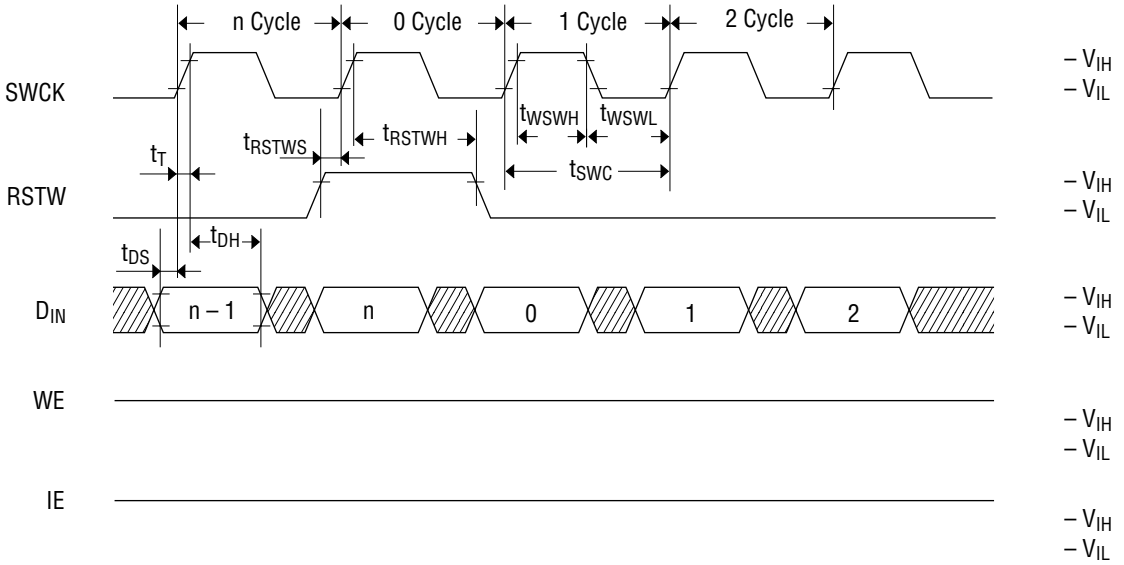 n Cycle 0 Cycle 1 Cycle 2 Cycle
SWCK
– VIH
– VIL
tWSWH tWSWL
tT tRSTWS tRSTWH
tSWC
RSTW
– VIH
– VIL
tDS tDH
DIN
n – 1 n 0 1 2
– VIH
– VIL
WE
– VIH
– VIL
IE
– VIH
– VIL